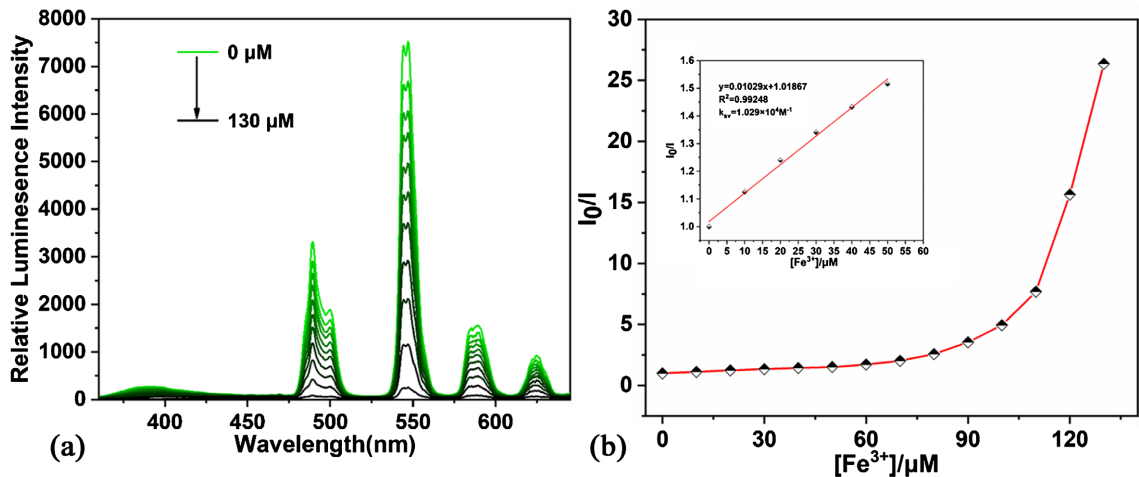 8000
7000
6000
5000
4000
3000
2000
1000
0
Relative Luminesence Intensity
0 µM
130 µM
400 450 500 550 600
Wavelength(nm)
(a)
30
25
20
15
10
5
0
I₀/I
1.6
1.5
1.4
1.3
1.2
1.1
1.0
I₀/I
y=0.01029x+1.01867
R²=0.99248
kₛᵥ=1.029×10⁴M⁻¹
0 5 10 15 20 25 30 35 40 45 50 55 60
[Fe³⁺]/µM
0 30 60 90 120
[Fe³⁺]/µM
(b)